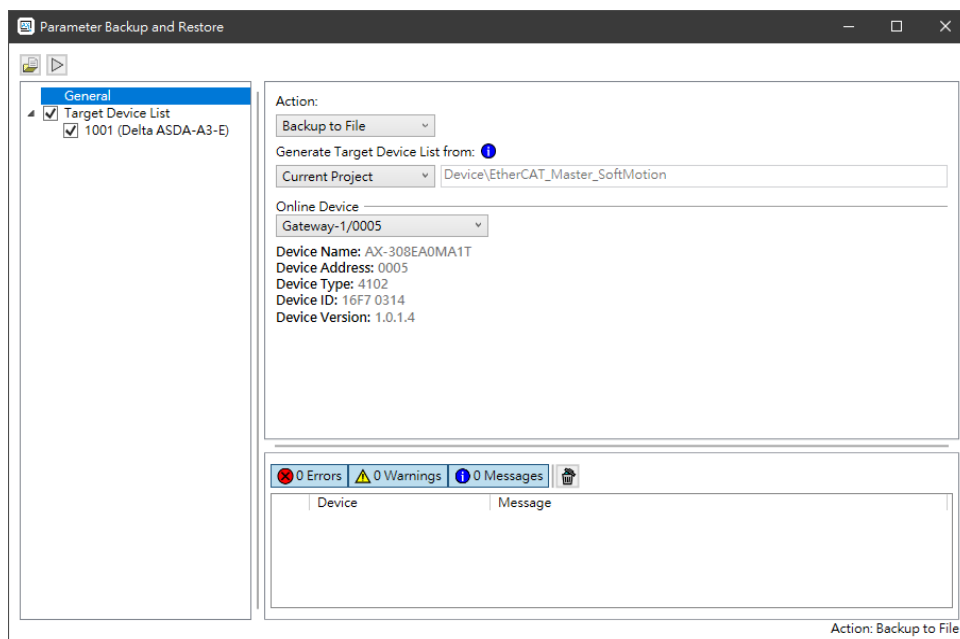 Parameter Backup and Restore
General
Target Device List
1001 (Delta ASDA-A3-E)
Action:
Backup to File
Generate Target Device List from:
Current Project Device\EtherCAT_Master_SoftMotion
Online Device
Gateway-1/0005
Device Name: AX-308EA0MA1T
Device Address: 0005
Device Type: 4102
Device ID: 16F7 0314
Device Version: 1.0.1.4
0 Errors 0 Warnings 0 Messages
Device Message
Action: Backup to File